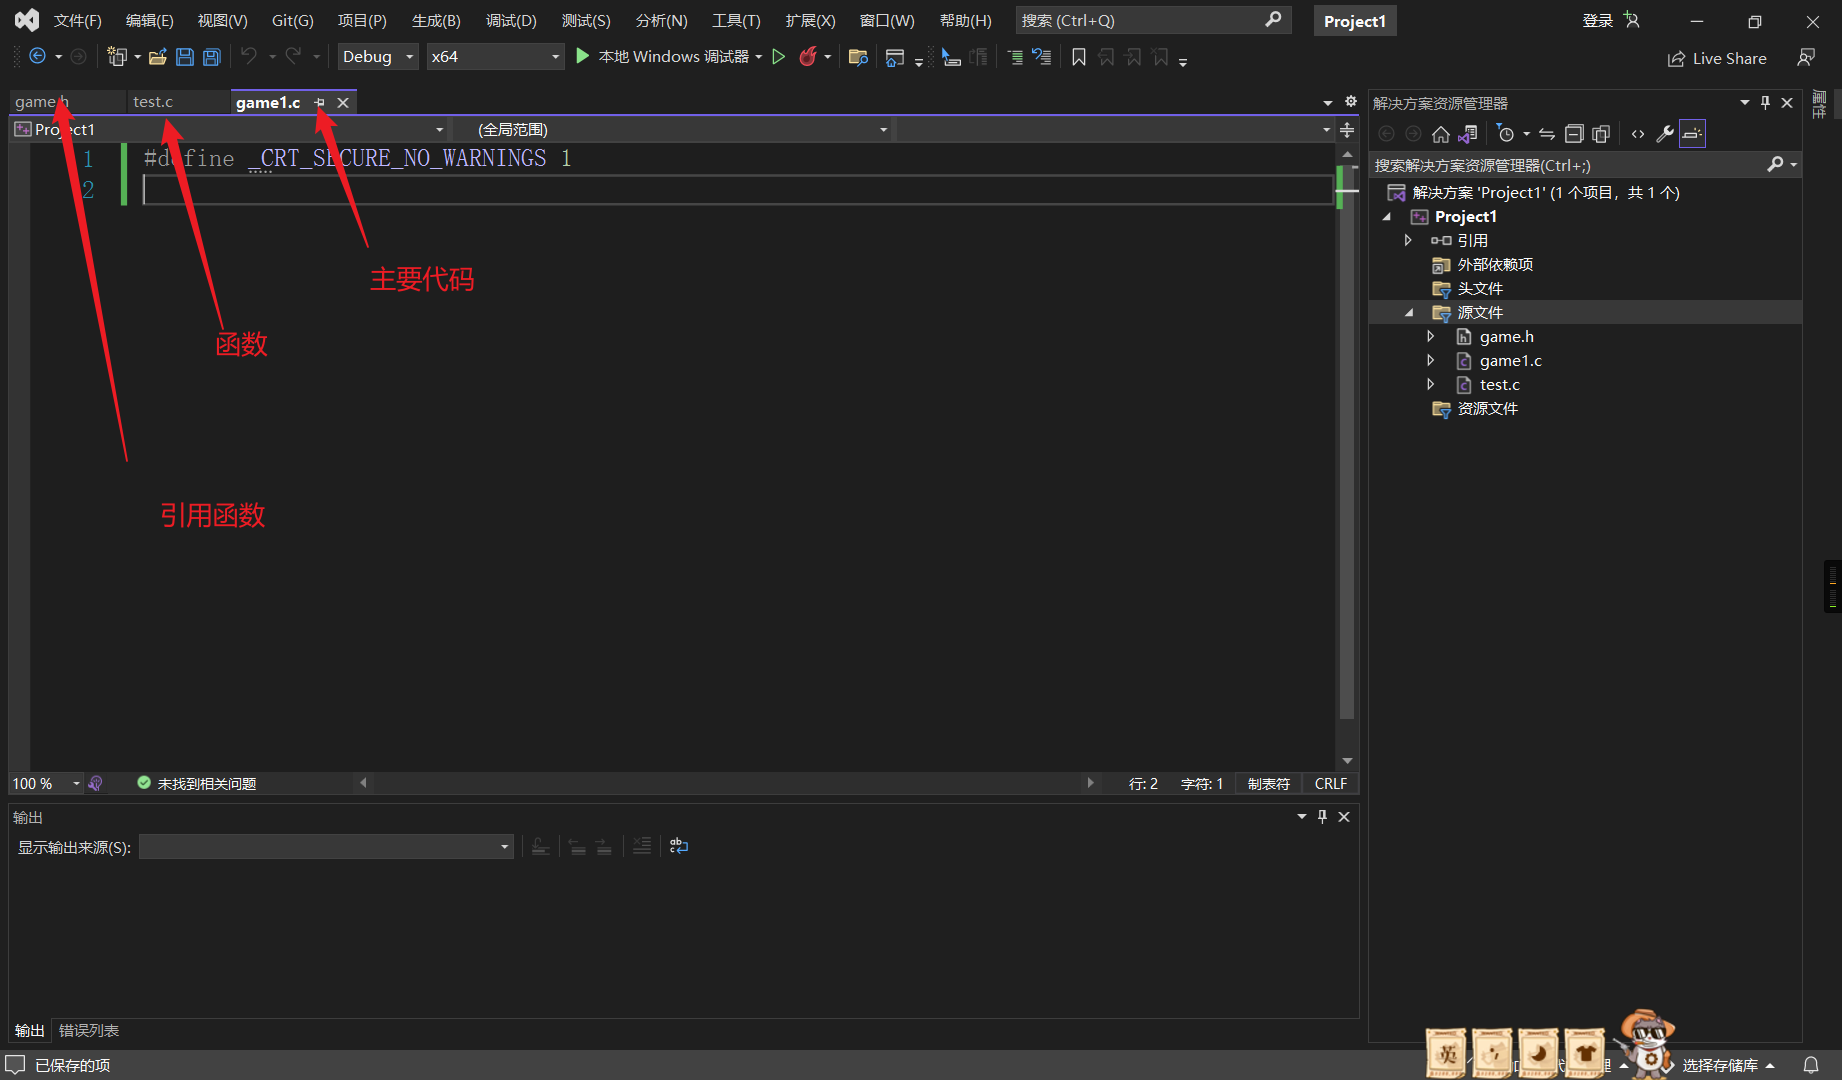 文件(F) 编辑(E) 视图(V) Git(G) 项目(P) 生成(B) 调试(D) 测试(S) 分析(N) 工具(T) 扩展(X) 窗口(W) 帮助(H) 搜索 (Ctrl+Q) Project1 登录
Debug x64 本地 Windows 调试器 Live Share
game.h test.c game1.c
Project1 (全局范围)
1 #define _CRT_SECURE_NO_WARNINGS 1
2
主要代码
函数
引用函数
100 % 未找到相关问题 行: 2 字符: 1 制表符 CRLF
输出
显示输出来源(S):
输出 错误列表
解决方案资源管理器
搜索解决方案资源管理器(Ctrl+;)
解决方案 'Project1' (1 个项目，共 1 个)
Project1
引用
外部依赖项
头文件
源文件
game.h
game1.c
test.c
资源文件
属性
已保存的项
英
理 选择存储库